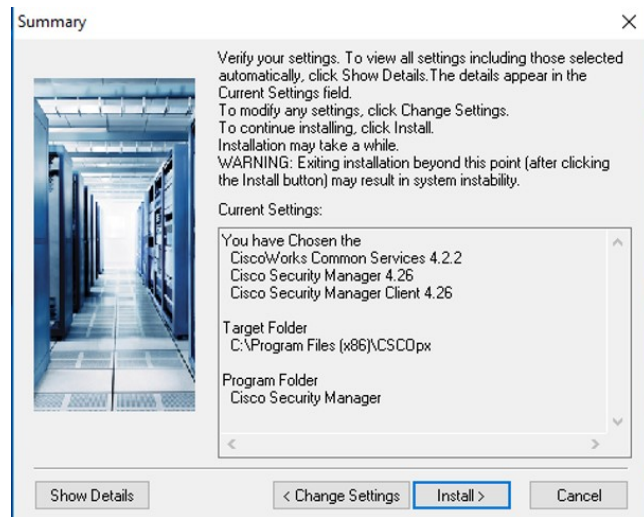 Summary
Verify your settings. To view all settings including those selected
automatically, click Show Details.The details appear in the
Current Settings field.
To modify any settings, click Change Settings.
To continue installing, click Install.
Installation may take a while.
WARNING: Exiting installation beyond this point (after clicking
the Install button) may result in system instability.
Current Settings:
You have Chosen the
CiscoWorks Common Services 4.2.2
Cisco Security Manager 4.26
Cisco Security Manager Client 4.26
Target Folder
C:\Program Files (x86)\CSCOpx
Program Folder
Cisco Security Manager
Show Details
< Change Settings
Install >
Cancel